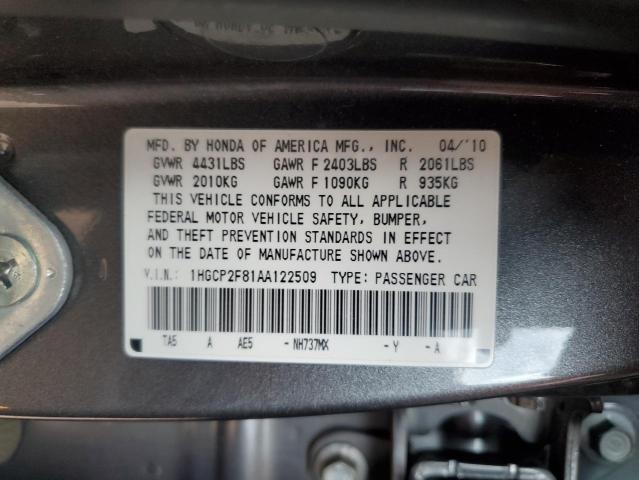 MFD. BY HONDA OF AMERICA MFG., INC. 04/'10
GVWR 4431LBS GAWR F 2403LBS R 2061LBS
GVWR 2010KG GAWR F 1090KG R 935KG
THIS VEHICLE CONFORMS TO ALL APPLICABLE
FEDERAL MOTOR VEHICLE SAFETY, BUMPER,
AND THEFT PREVENTION STANDARDS IN EFFECT
ON THE DATE OF MANUFACTURE SHOWN ABOVE.
V.I.N.: 1HGCP2F81AA122509 TYPE: PASSENGER CAR
TA5 A AE5 -NH737MX -Y -A